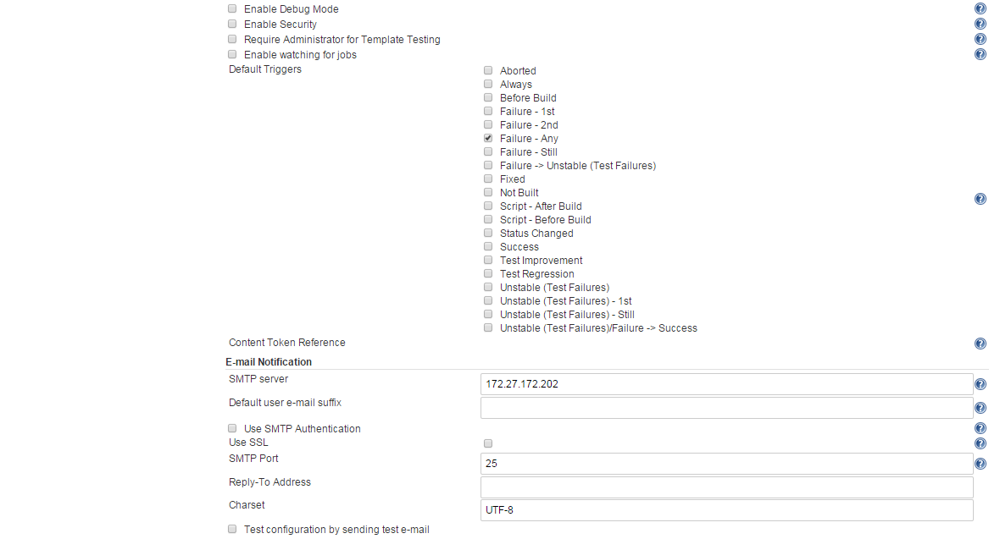 Enable Debug Mode
Enable Security
Require Administrator for Template Testing
Enable watching for jobs
Default Triggers
Aborted
Always
Before Build
Failure - 1st
Failure - 2nd
Failure - Any
Failure - Still
Failure -> Unstable (Test Failures)
Fixed
Not Built
Script - After Build
Script - Before Build
Status Changed
Success
Test Improvement
Test Regression
Unstable (Test Failures)
Unstable (Test Failures) - 1st
Unstable (Test Failures) - Still
Unstable (Test Failures)/Failure -> Success
Content Token Reference
E-mail Notification
SMTP server 172.27.172.202
Default user e-mail suffix
Use SMTP Authentication
Use SSL
SMTP Port 25
Reply-To Address
Charset UTF-8
Test configuration by sending test e-mail